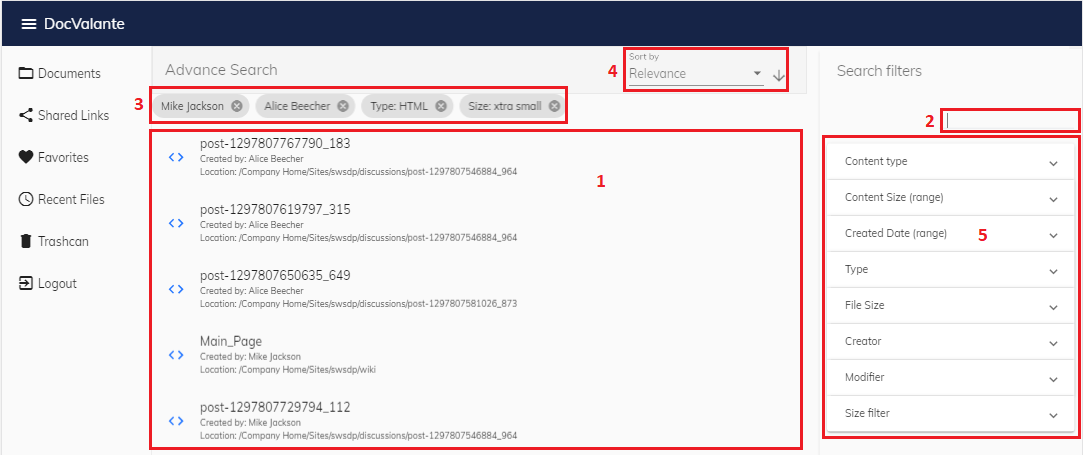 DocValante
Documents
Shared Links
Favorites
Recent Files
Trashcan
Logout
Advance Search
4
Sort by
Relevance
3
Mike Jackson
Alice Beecher
Type: HTML
Size: xtra small
1
post-1297807767790_183
Created by: Alice Beecher
Location: /Company Home/Sites/swsdp/discussions/post-1297807546884_964
post-1297807619797_315
Created by: Alice Beecher
Location: /Company Home/Sites/swsdp/discussions/post-1297807546884_964
post-1297807650635_649
Created by: Alice Beecher
Location: /Company Home/Sites/swsdp/discussions/post-1297807581026_873
Main_Page
Created by: Mike Jackson
Location: /Company Home/Sites/swsdp/wiki
post-1297807729794_112
Created by: Mike Jackson
Location: /Company Home/Sites/swsdp/discussions/post-1297807546884_964
Search filters
2
Content type
Content Size (range)
Created Date (range)
5
Type
File Size
Creator
Modifier
Size filter